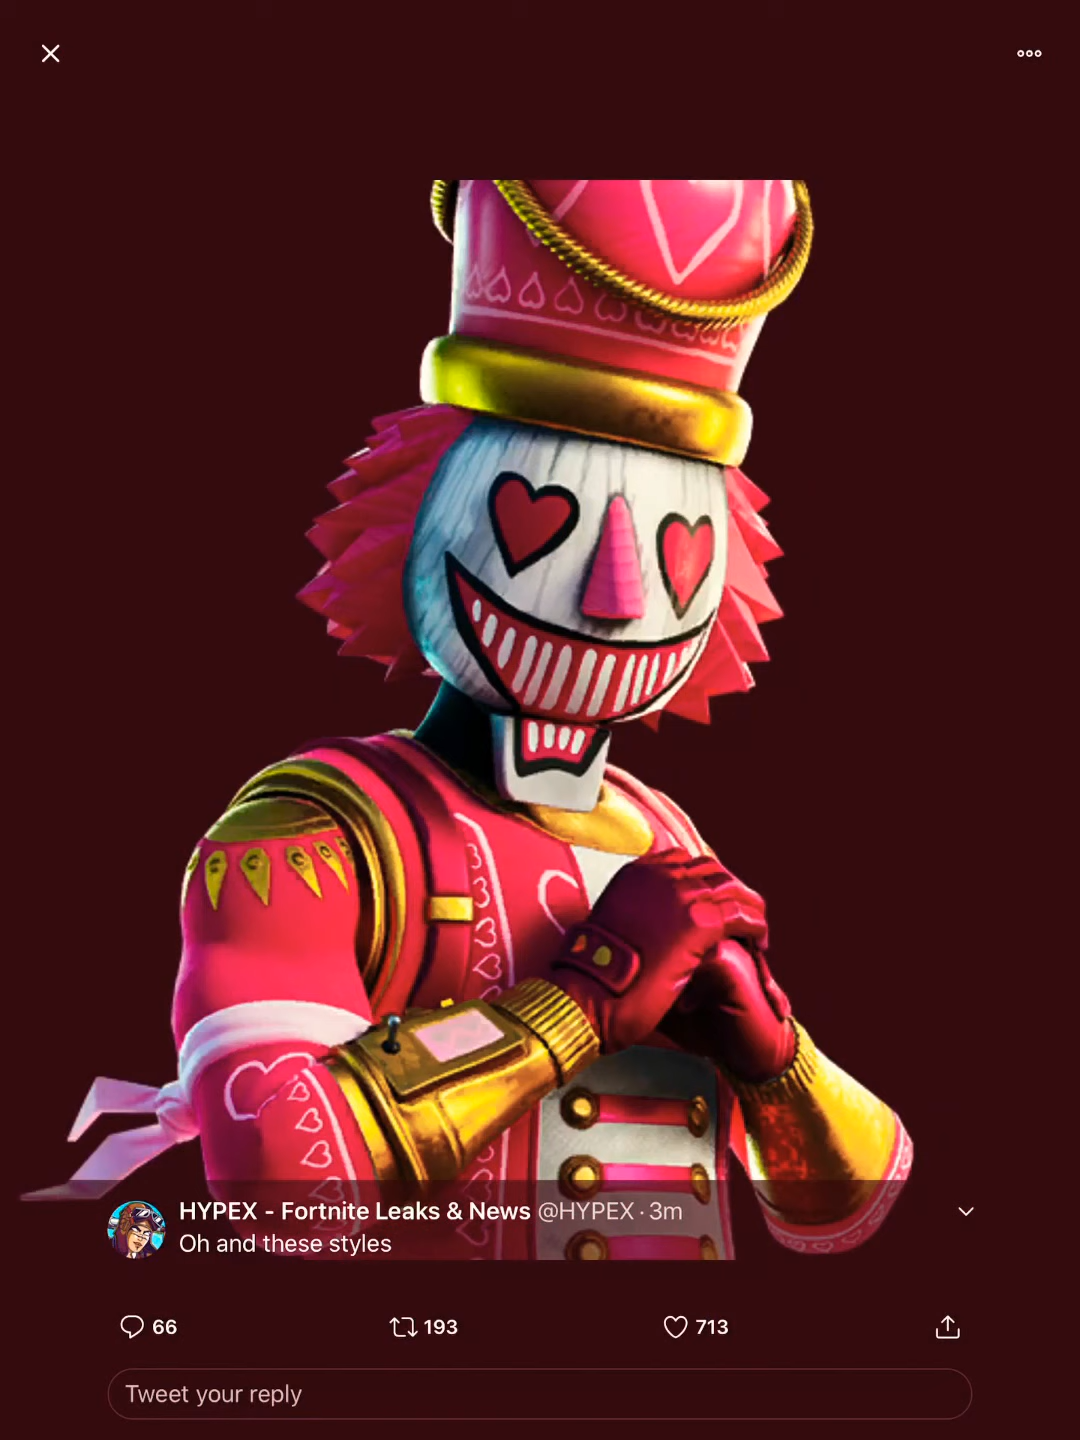 HYPEX - Fortnite Leaks & News @HYPEX · 3m
Oh and these styles
66 193 713
Tweet your reply